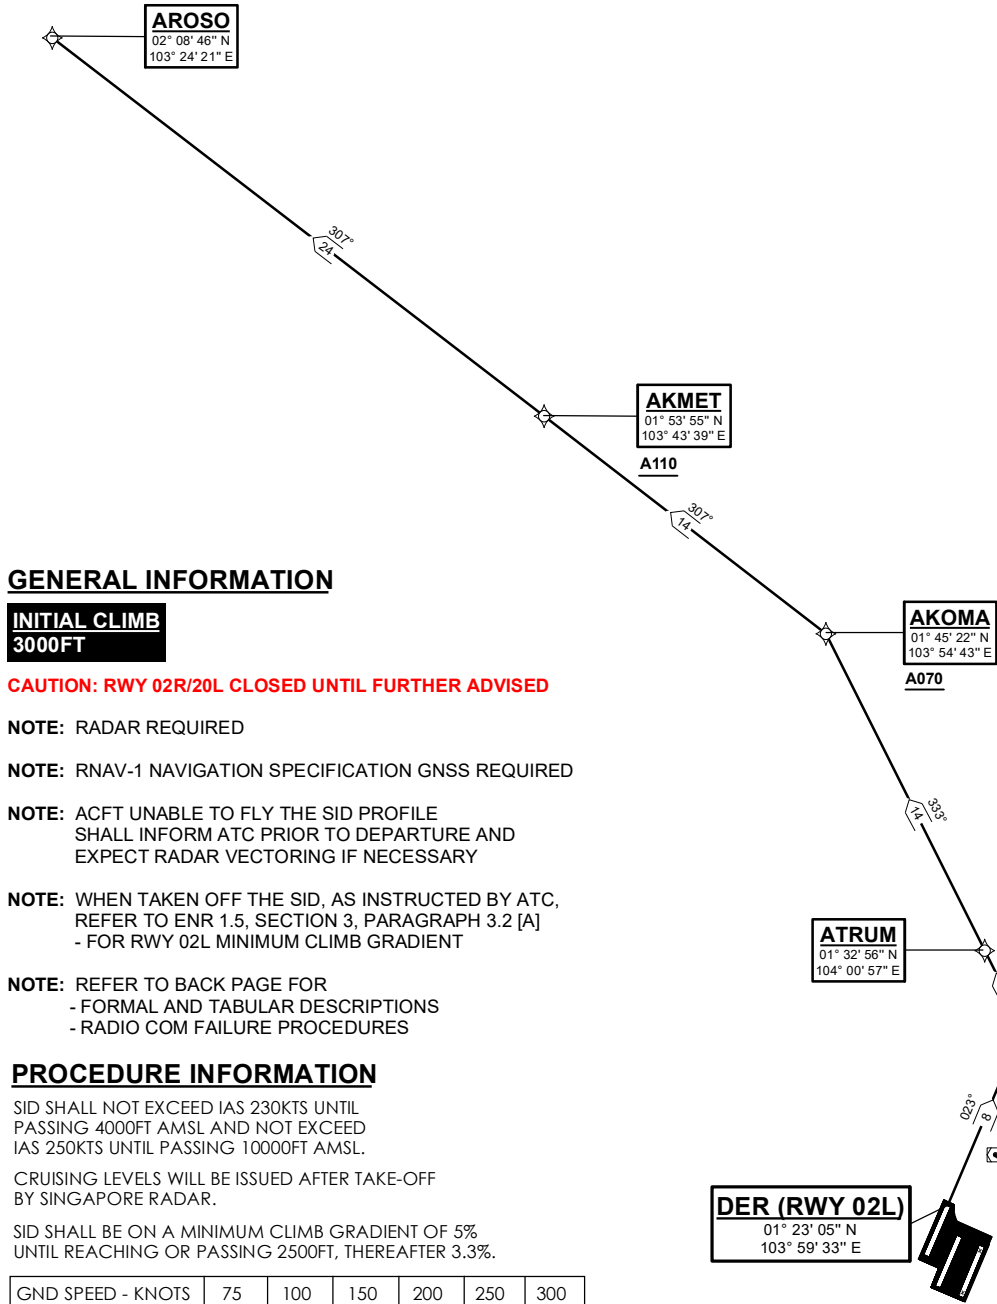 AROSO
02° 08' 46" N
103° 24' 21" E
307°
24
AKMET
01° 53' 55" N
103° 43' 39" E
A110
307°
14
GENERAL INFORMATION
INITIAL CLIMB
3000FT
AKOMA
01° 45' 22" N
103° 54' 43" E
A070
CAUTION: RWY 02R/20L CLOSED UNTIL FURTHER ADVISED
NOTE: RADAR REQUIRED
NOTE: RNAV-1 NAVIGATION SPECIFICATION GNSS REQUIRED
NOTE: ACFT UNABLE TO FLY THE SID PROFILE
SHALL INFORM ATC PRIOR TO DEPARTURE AND
EXPECT RADAR VECTORING IF NECESSARY
333°
14
NOTE: WHEN TAKEN OFF THE SID, AS INSTRUCTED BY ATC,
REFER TO ENR 1.5, SECTION 3, PARAGRAPH 3.2 [A]
- FOR RWY 02L MINIMUM CLIMB GRADIENT
ATRUM
01° 32' 56" N
104° 00' 57" E
NOTE: REFER TO BACK PAGE FOR
- FORMAL AND TABULAR DESCRIPTIONS
- RADIO COM FAILURE PROCEDURES
PROCEDURE INFORMATION
SID SHALL NOT EXCEED IAS 230KTS UNTIL
PASSING 4000FT AMSL AND NOT EXCEED
IAS 250KTS UNTIL PASSING 10000FT AMSL.
023°
8
CRUISING LEVELS WILL BE ISSUED AFTER TAKE-OFF
BY SINGAPORE RADAR.
DER (RWY 02L)
01° 23' 05" N
103° 59' 33" E
SID SHALL BE ON A MINIMUM CLIMB GRADIENT OF 5%
UNTIL REACHING OR PASSING 2500FT, THEREAFTER 3.3%.
GND SPEED - KNOTS 75 100 150 200 250 300